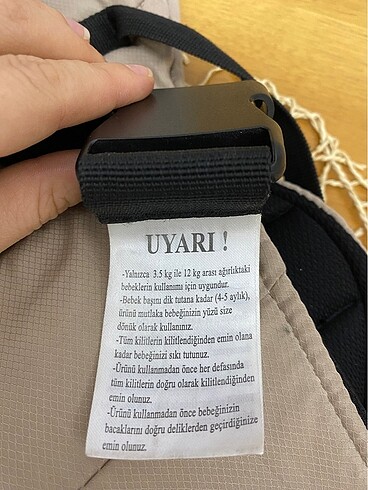 UYARI !
-Yalnızca 3.5 kg ile 12 kg arası ağırlıktaki
bebeklerin kullanımı için uygundur.
-Bebek başını dik tutana kadar (4-5 aylık),
ürünü mutlaka bebeğinizin yüzü size
dönük olarak kullanınız.
-Tüm kilitlerin kilitlendiğinden emin olana
kadar bebeğinizi sıkı tutunuz.
-Ürünü kullanmadan önce her defasında
tüm kilitlerin doğru olarak kilitlendiğinden
emin olunuz.
-Ürünü kullanmadan önce bebeğinizin
bacaklarını doğru deliklerden geçirdiğinize
emin olunuz.